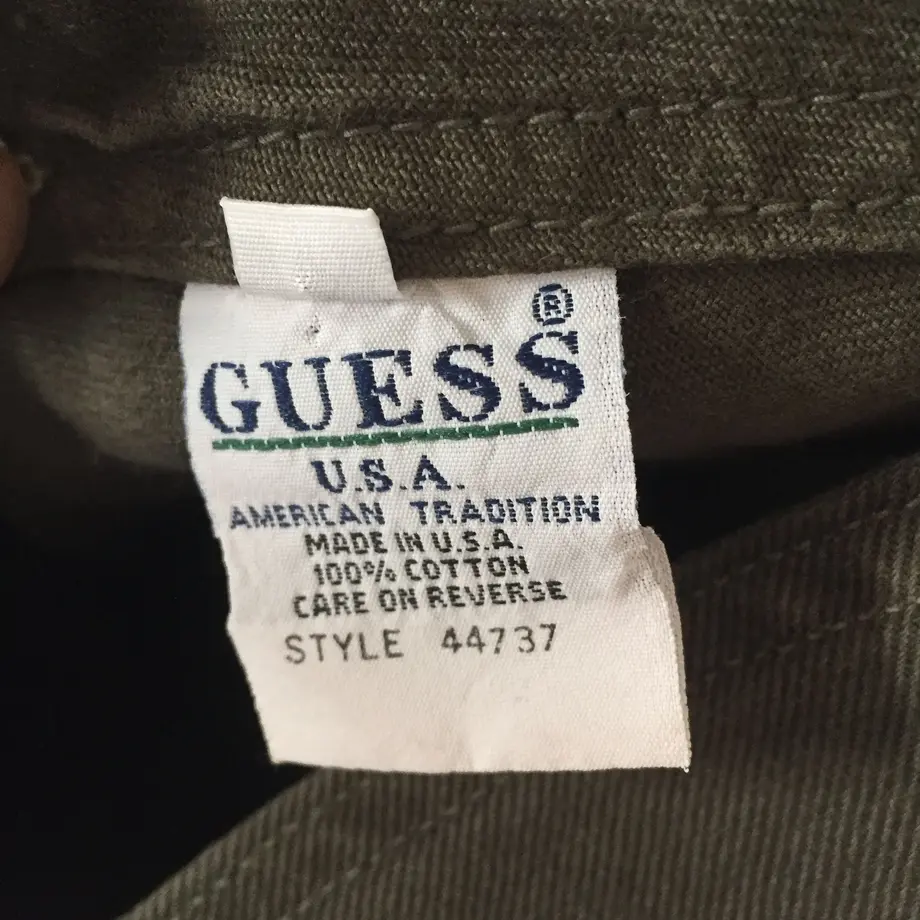 ®
GUESS
U.S.A.
AMERICAN TRADITION
MADE IN U.S.A.
100% COTTON
CARE ON REVERSE
STYLE 44737